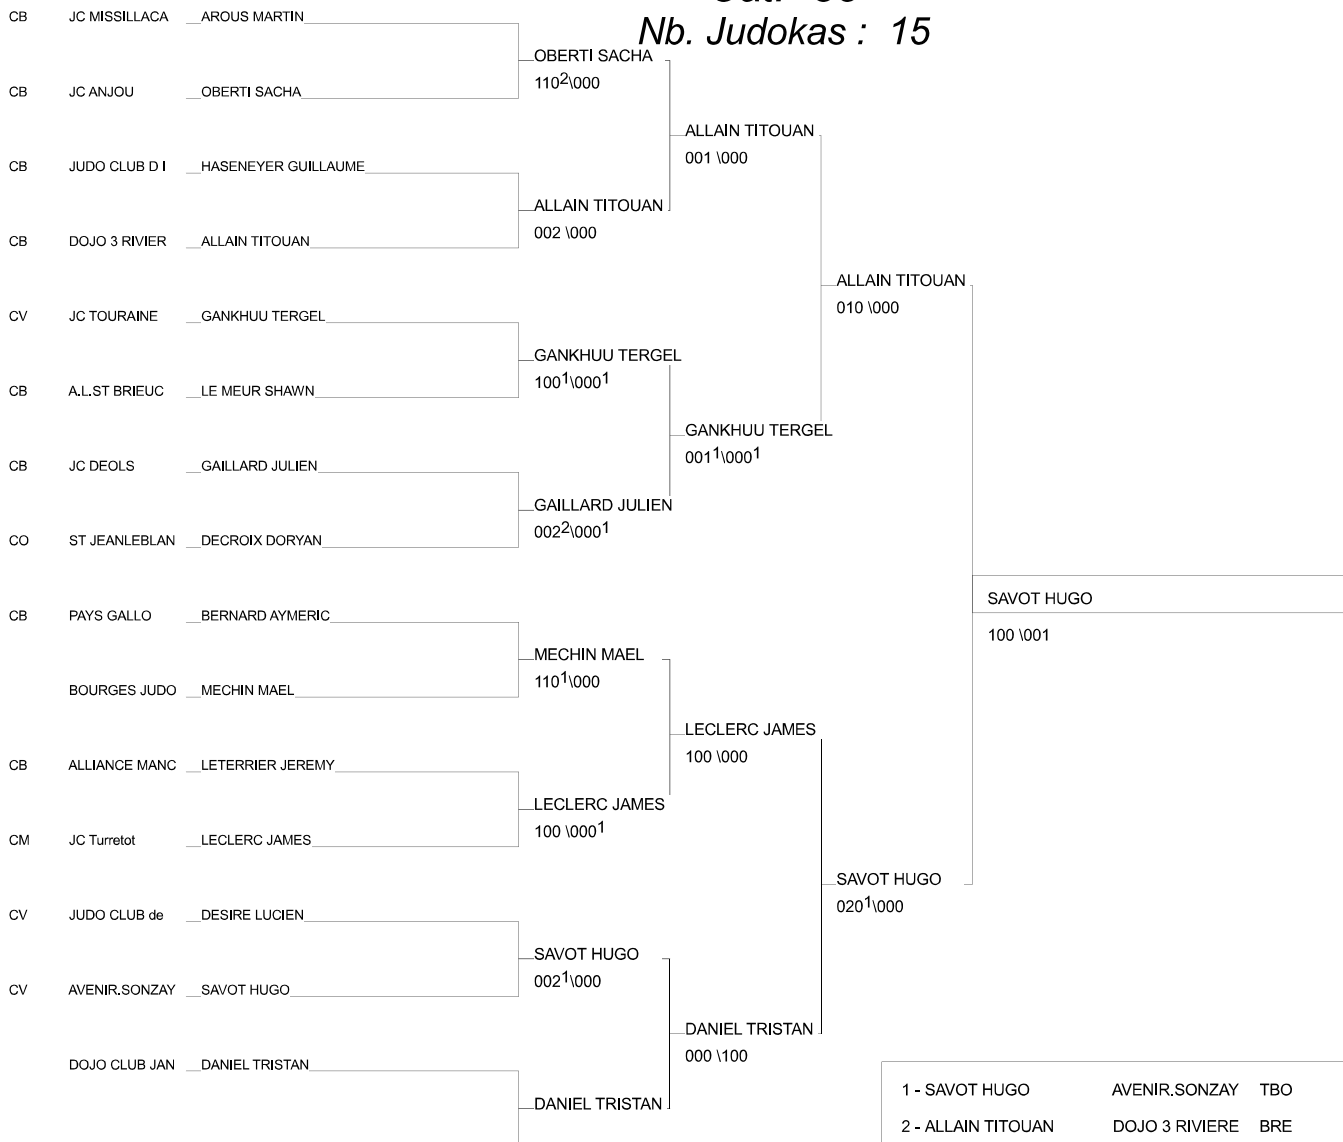 Nb. Judokas : 15
CB JC MISSILLACA AROUS MARTIN
OBERTI SACHA
110²\000
CB JC ANJOU OBERTI SACHA
ALLAIN TITOUAN
001 \000
CB JUDO CLUB D I HASENEYER GUILLAUME
ALLAIN TITOUAN
002 \000
CB DOJO 3 RIVIER ALLAIN TITOUAN
ALLAIN TITOUAN
010 \000
CV JC TOURAINE GANKHUU TERGEL
GANKHUU TERGEL
100¹\000¹
CB A.L.ST BRIEUC LE MEUR SHAWN
GANKHUU TERGEL
001¹\000¹
CB JC DEOLS GAILLARD JULIEN
GAILLARD JULIEN
002²\000¹
CO ST JEANLEBLAN DECROIX DORYAN
SAVOT HUGO
100 \001
CB PAYS GALLO BERNARD AYMERIC
MECHIN MAEL
110¹\000
BOURGES JUDO MECHIN MAEL
LECLERC JAMES
100 \000
CB ALLIANCE MANC LETERRIER JEREMY
LECLERC JAMES
100 \000¹
CM JC Turretot LECLERC JAMES
SAVOT HUGO
020¹\000
CV JUDO CLUB de DESIRE LUCIEN
SAVOT HUGO
002¹\000
CV AVENIR.SONZAY SAVOT HUGO
DANIEL TRISTAN
000 \100
DOJO CLUB JAN DANIEL TRISTAN
DANIEL TRISTAN
1 - SAVOT HUGO AVENIR.SONZAY TBO
2 - ALLAIN TITOUAN DOJO 3 RIVIERE BRE